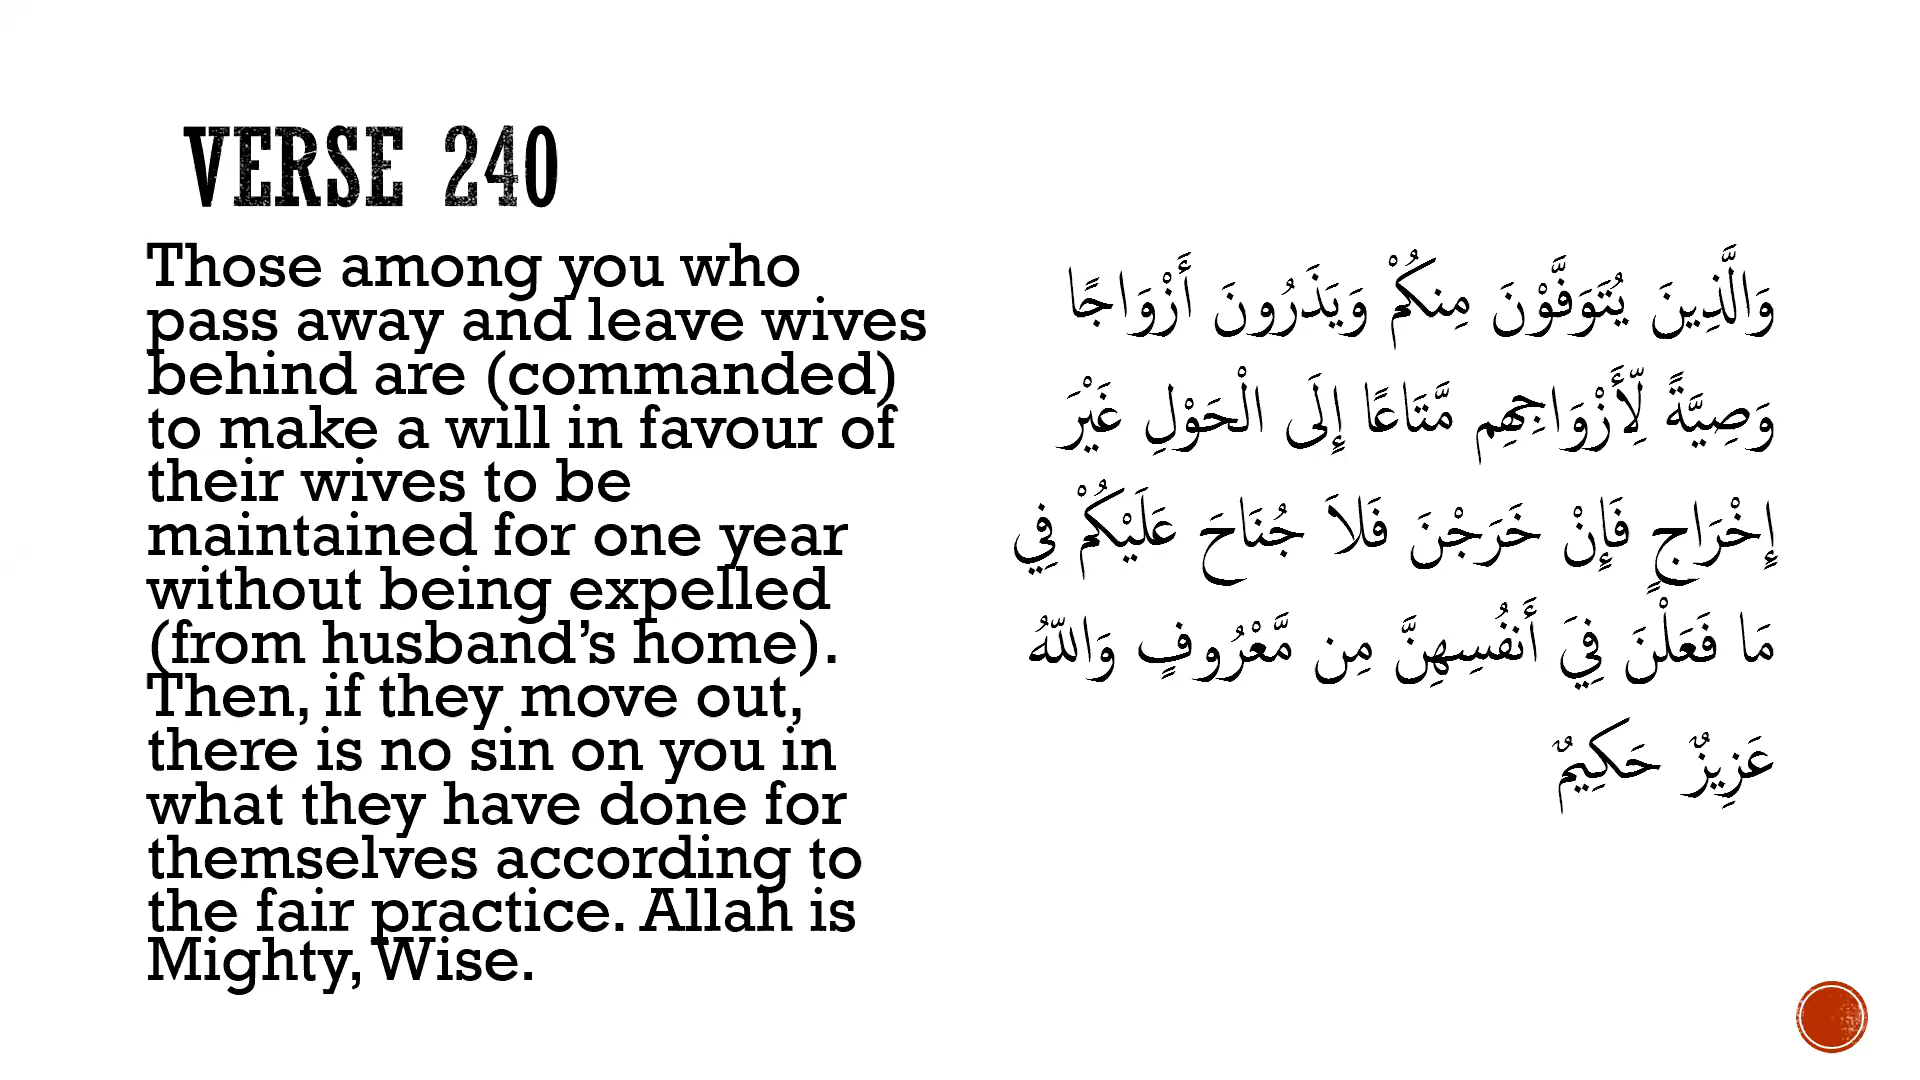 VERSE 240
Those among you who
pass away and leave wives
behind are (commanded)
to make a will in favour of
their wives to be
maintained for one year
without being expelled
(from husband’s home).
Then, if they move out,
there is no sin on you in
what they have done for
themselves according to
the fair practice. Allah is
Mighty, Wise.
وَالَّذِينَ يُتَوَفَّوْنَ مِنكُمْ وَيَذَرُونَ أَزْوَاجًا
وَصِيَّةً لِّأَزْوَاجِهِم مَّتَاعًا إِلَى الْحَوْلِ غَيْرَ
إِخْرَاجٍ فَإِنْ خَرَجْنَ فَلاَ جُنَاحَ عَلَيْكُمْ فِي
مَا فَعَلْنَ فِيَ أَنفُسِهِنَّ مِن مَّعْرُوفٍ وَاللّهُ
عَزِيزٌ حَكِيمٌ